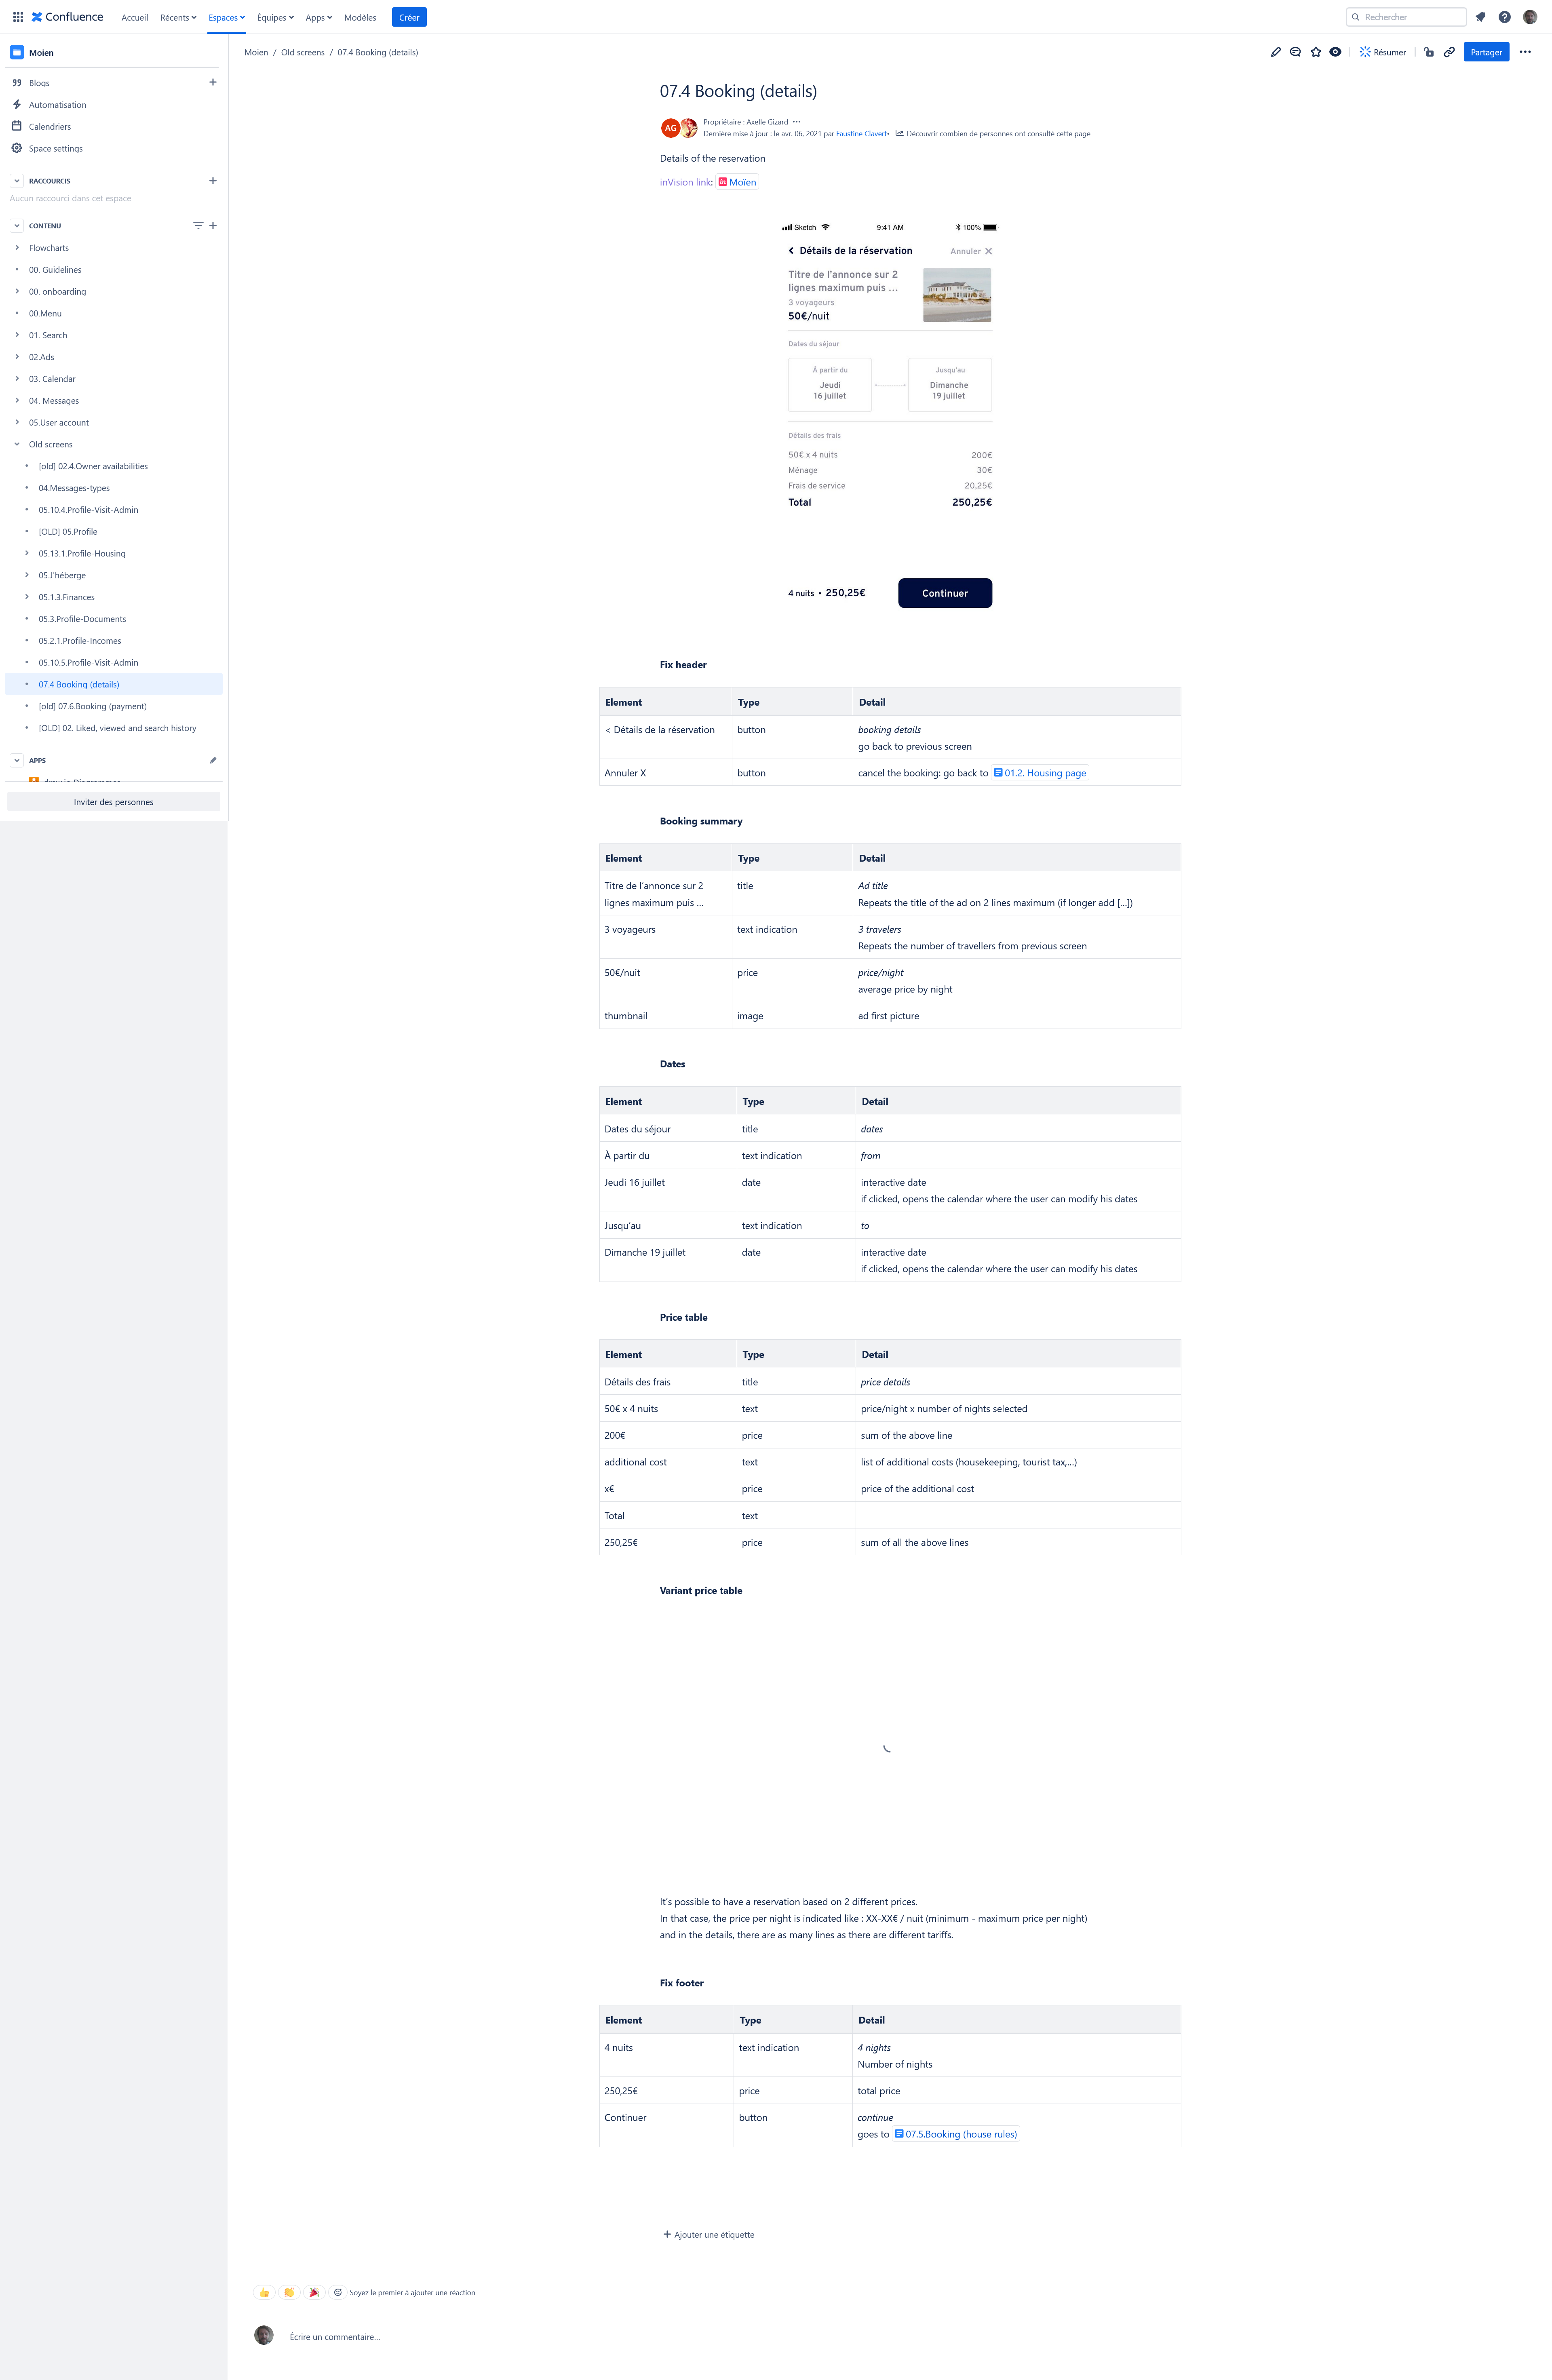 Confluence
Accueil
Récents
Espaces
Équipes
Apps
Modèles
Créer
Rechercher
Moien
Blogs
Automatisation
Calendriers
Space settings
RACCOURCIS
Aucun raccourci dans cet espace
CONTENU
Flowcharts
00. Guidelines
00. onboarding
00.Menu
01. Search
02.Ads
03. Calendar
04. Messages
05.User account
Old screens
[old] 02.4.Owner availabilities
04.Messages-types
05.10.4.Profile-Visit-Admin
[OLD] 05.Profile
05.13.1.Profile-Housing
05.J'héberge
05.1.3.Finances
05.3.Profile-Documents
05.2.1.Profile-Incomes
05.10.5.Profile-Visit-Admin
07.4 Booking (details)
[old] 07.6.Booking (payment)
[OLD] 02. Liked, viewed and search history
APPS
Inviter des personnes
Moien / Old screens / 07.4 Booking (details)
Résumer
Partager
07.4 Booking (details)
AG
Propriétaire : Axelle Gizard
Dernière mise à jour : le avr. 06, 2021 par Faustine Clavert• Découvrir combien de personnes ont consulté cette page
Details of the reservation
inVision link: in Moïen
Sketch 9:41 AM 100%
Détails de la réservation Annuler
Titre de l'annonce sur 2
lignes maximum puis ...
3 voyageurs
50€/nuit
Dates du séjour
À partir du
Jeudi
16 juillet
Jusqu'au
Dimanche
19 juillet
Détails des frais
50€ x 4 nuits 200€
Ménage 30€
Frais de service 20,25€
Total 250,25€
4 nuits • 250,25€ Continuer
Fix header
Element Type Detail
< Détails de la réservation button booking details
go back to previous screen
Annuler X button cancel the booking: go back to 01.2. Housing page
Booking summary
Element Type Detail
Titre de l'annonce sur 2 title Ad title
lignes maximum puis ... Repeats the title of the ad on 2 lines maximum (if longer add [...])
3 voyageurs text indication 3 travelers
Repeats the number of travellers from previous screen
50€/nuit price price/night
average price by night
thumbnail image ad first picture
Dates
Element Type Detail
Dates du séjour title dates
À partir du text indication from
Jeudi 16 juillet date interactive date
if clicked, opens the calendar where the user can modify his dates
Jusqu'au text indication to
Dimanche 19 juillet date interactive date
if clicked, opens the calendar where the user can modify his dates
Price table
Element Type Detail
Détails des frais title price details
50€ x 4 nuits text price/night x number of nights selected
200€ price sum of the above line
additional cost text list of additional costs (housekeeping, tourist tax,...)
x€ price price of the additional cost
Total text
250,25€ price sum of all the above lines
Variant price table
It's possible to have a reservation based on 2 different prices.
In that case, the price per night is indicated like : XX-XX€ / nuit (minimum - maximum price per night)
and in the details, there are as many lines as there are different tariffs.
Fix footer
Element Type Detail
4 nuits text indication 4 nights
Number of nights
250,25€ price total price
Continuer button continue
goes to 07.5.Booking (house rules)
Ajouter une étiquette
Soyez le premier à ajouter une réaction
Écrire un commentaire...